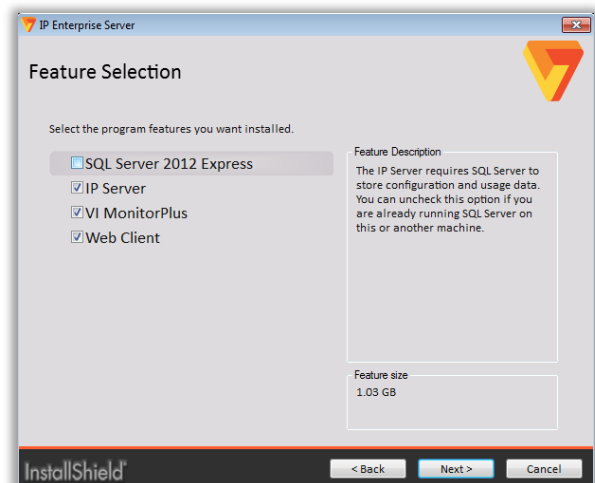 IP Enterprise Server
Feature Selection
Select the program features you want installed.
SQL Server 2012 Express
IP Server
VI MonitorPlus
Web Client
Feature Description
The IP Server requires SQL Server to
store configuration and usage data.
You can uncheck this option if you
are already running SQL Server on
this or another machine.
Feature size
1.03 GB
InstallShield
< Back
Next >
Cancel